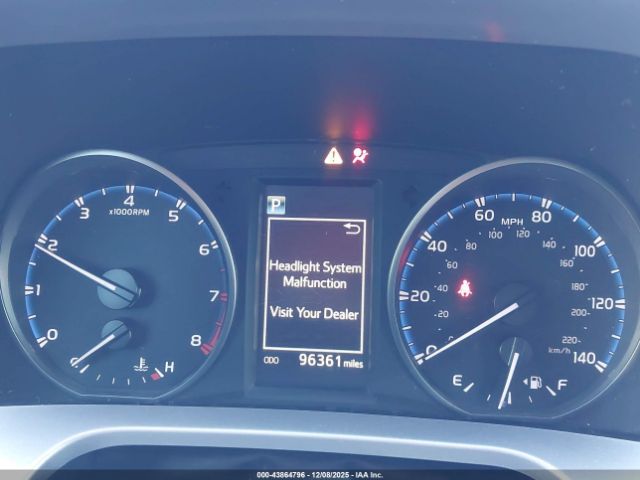 4
3
5
x1000RPM
2
6
1
7
0
8
C
H
P
Headlight System
Malfunction
Visit Your Dealer
ODO 96361 miles
60 MPH 80
100 120
40
80
140
100
60
160
20
40
180
120
20
200
0
220
km/h
140
E
F
000-43864796 - 12/08/2025 - IAA Inc.